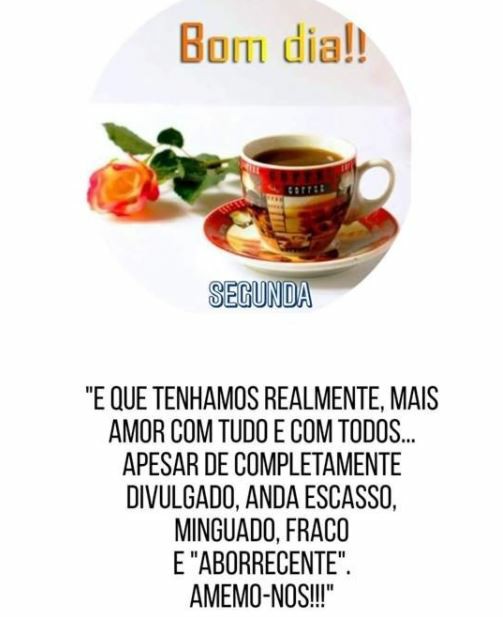 Bom dia!!
COFFEE
SEGUNDA
"E QUE TENHAMOS REALMENTE, MAIS
AMOR COM TUDO E COM TODOS...
APESAR DE COMPLETAMENTE
DIVULGADO, ANDA ESCASSO,
MINGUADO, FRACO
E "ABORRECENTE".
AMEMO-NOS!!!"